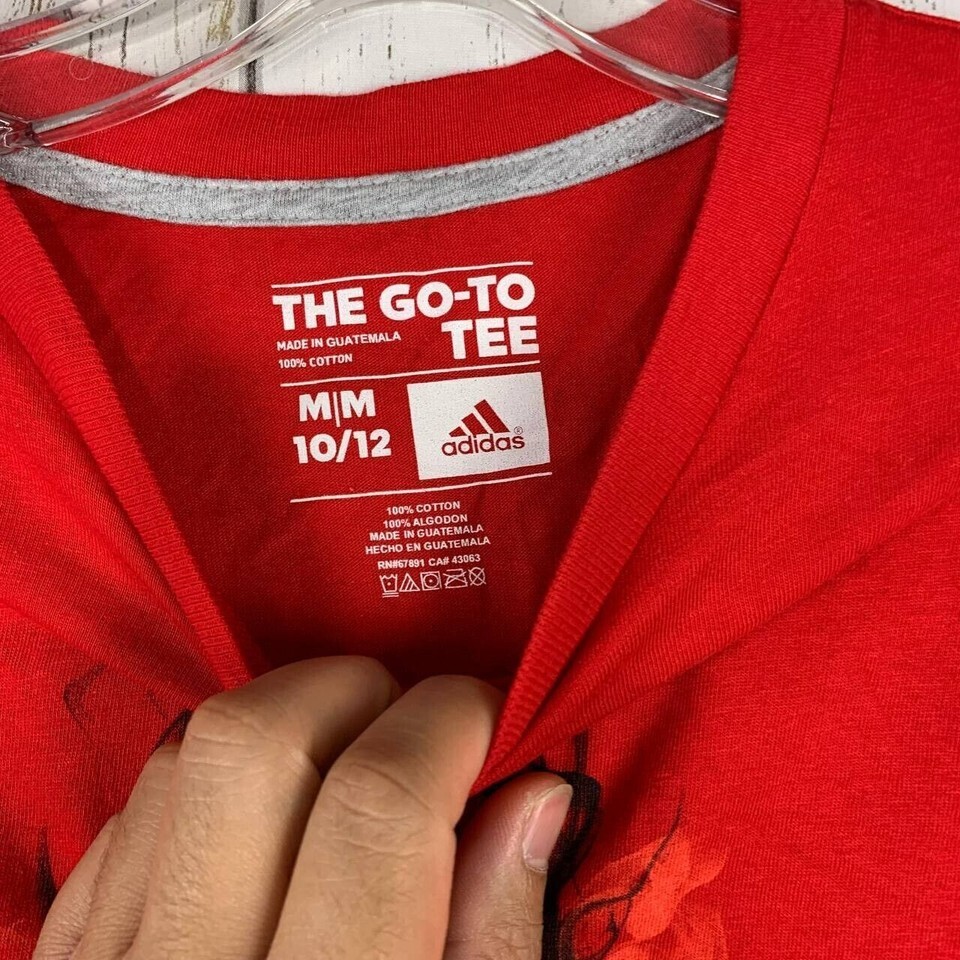 THE GO-TO
TEE
MADE IN GUATEMALA
100% COTTON
M|M
10/12
adidas®
100% COTTON
100% ALGODON
MADE IN GUATEMALA
HECHO EN GUATEMALA
RN#67891 CA# 43063